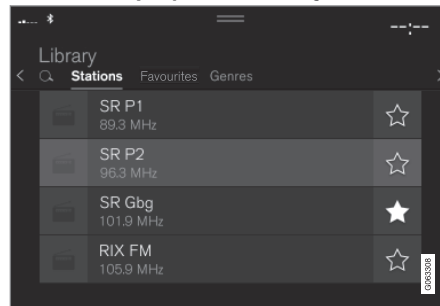 --:--
Library
Stations Favourites Genres
SR P1
89.3 MHz
SR P2
96.3 MHz
SR Gbg
101.9 MHz
RIX FM
105.9 MHz
G063308